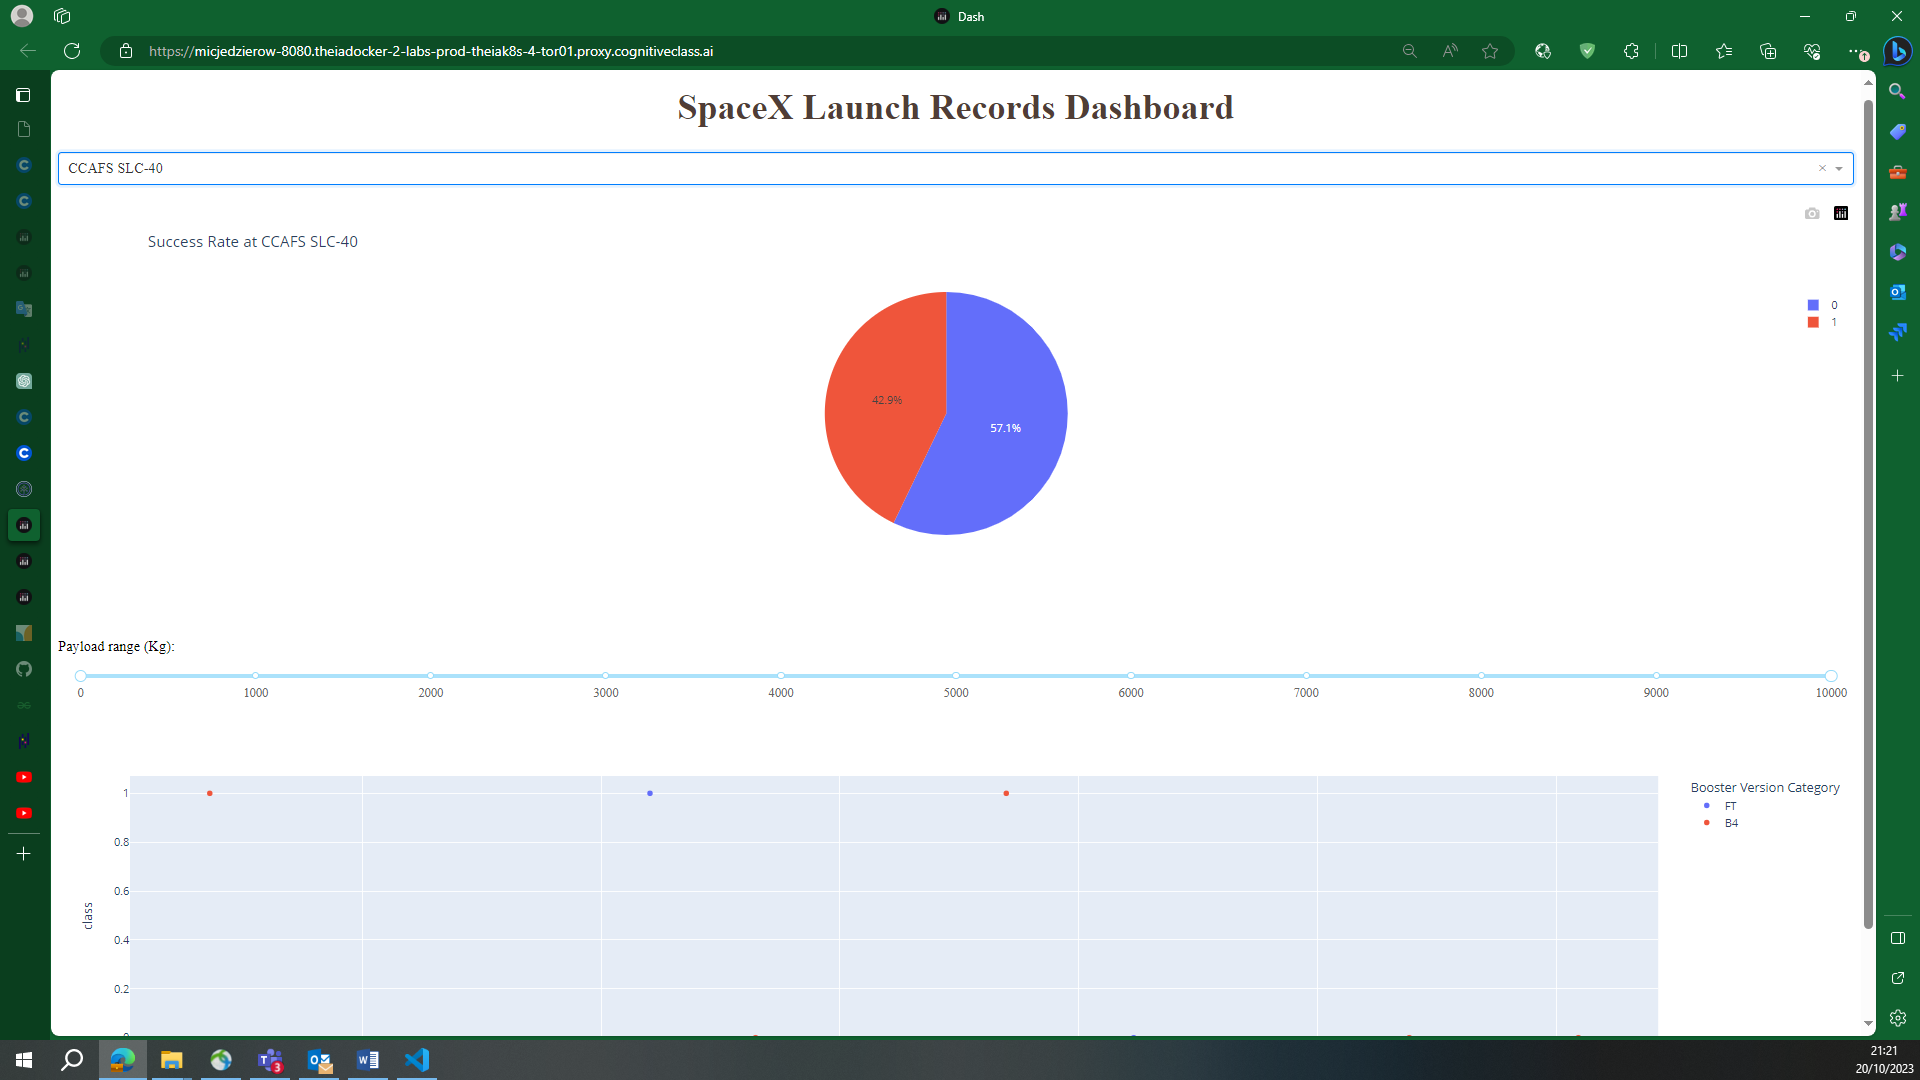 Dash
https://micjedzierow-8080.theiadocker-2-labs-prod-theiak8s-4-tor01.proxy.cognitiveclass.ai
SpaceX Launch Records Dashboard
CCAFS SLC-40
Success Rate at CCAFS SLC-40
0
1
42.9%
57.1%
Payload range (Kg):
0 1000 2000 3000 4000 5000 6000 7000 8000 9000 10000
Booster Version Category
FT
B4
1
0.8
0.6
0.4
0.2
class
3
21:21
20/10/2023